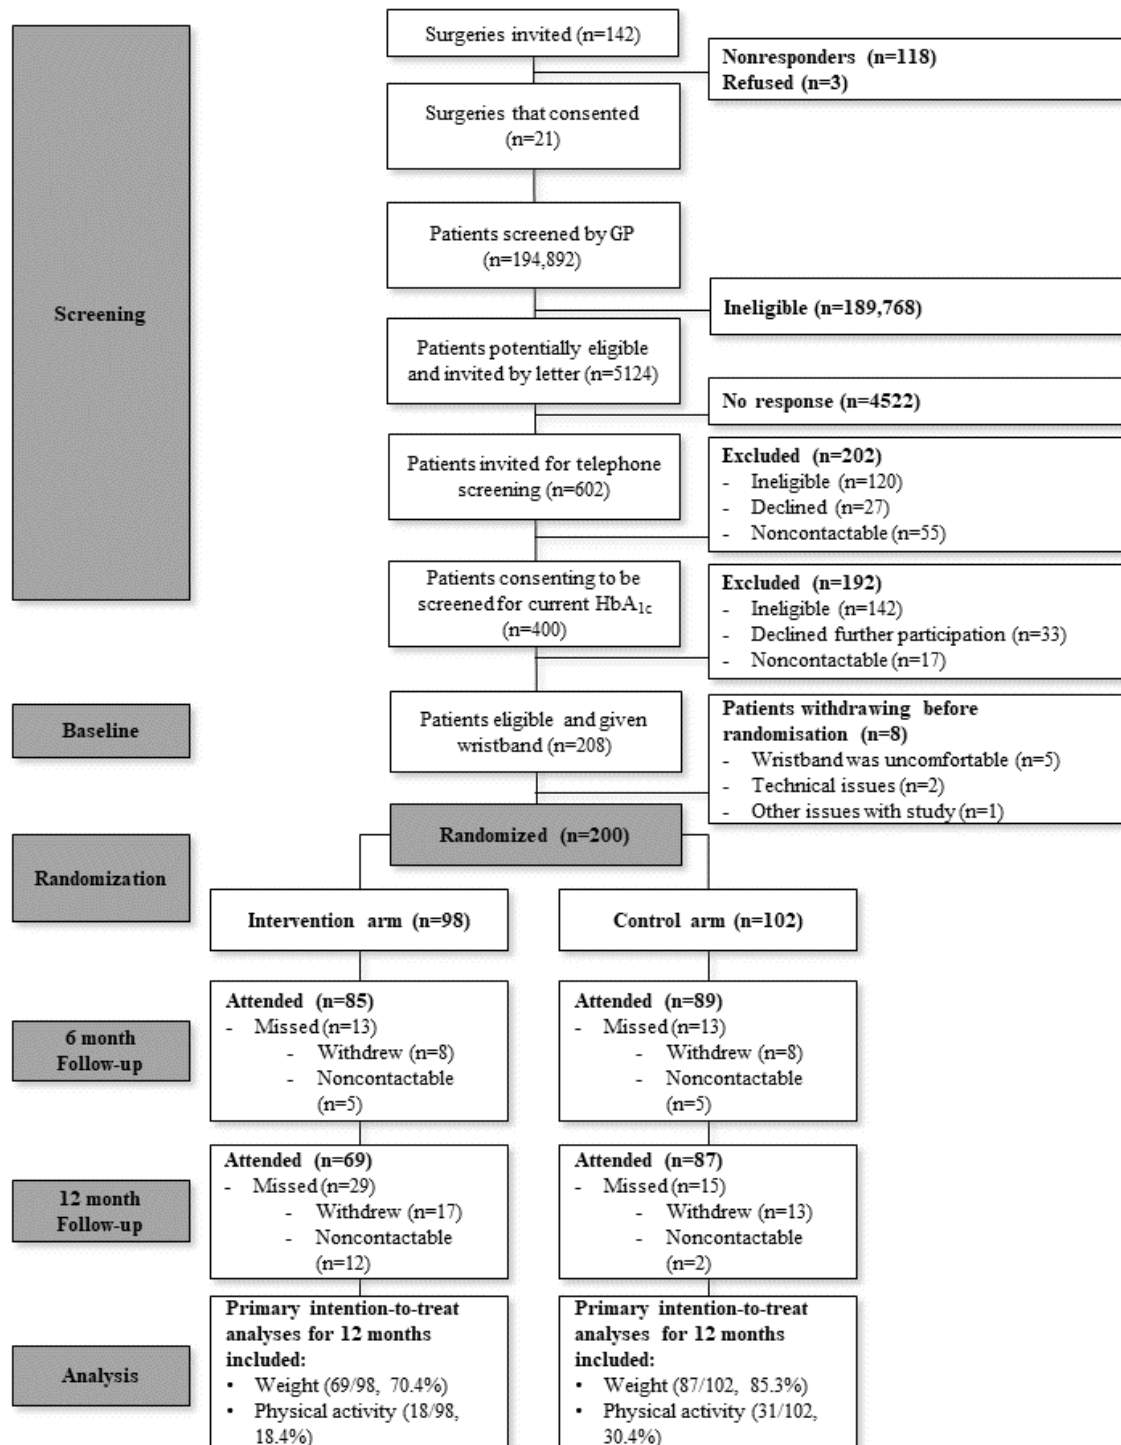 Surgeries invited (n=142)
Nonresponders (n=118)
Refused (n=3)
Surgeries that consented
(n=21)
Patients screened by GP
(n=194,892)
Screening
Ineligible (n=189,768)
Patients potentially eligible
and invited by letter (n=5124)
No response (n=4522)
Patients invited for telephone
screening (n=602)
Excluded (n=202)
- Ineligible (n=120)
- Declined (n=27)
- Noncontactable (n=55)
Patients consenting to be
screened for current HbA1c
(n=400)
Excluded (n=192)
- Ineligible (n=142)
- Declined further participation (n=33)
- Noncontactable (n=17)
Baseline
Patients eligible and given
wristband (n=208)
Patients withdrawing before
randomisation (n=8)
- Wristband was uncomfortable (n=5)
- Technical issues (n=2)
- Other issues with study (n=1)
Randomized (n=200)
Randomization
Intervention arm (n=98)
Control arm (n=102)
6 month
Follow-up
Attended (n=85)
- Missed (n=13)
- Withdrew (n=8)
- Noncontactable
(n=5)
Attended (n=89)
- Missed (n=13)
- Withdrew (n=8)
- Noncontactable
(n=5)
12 month
Follow-up
Attended (n=69)
- Missed (n=29)
- Withdrew (n=17)
- Noncontactable
(n=12)
Attended (n=87)
- Missed (n=15)
- Withdrew (n=13)
- Noncontactable
(n=2)
Analysis
Primary intention-to-treat
analyses for 12 months
included:
• Weight (69/98, 70.4%)
• Physical activity (18/98,
18.4%)
Primary intention-to-treat
analyses for 12 months
included:
• Weight (87/102, 85.3%)
• Physical activity (31/102,
30.4%)